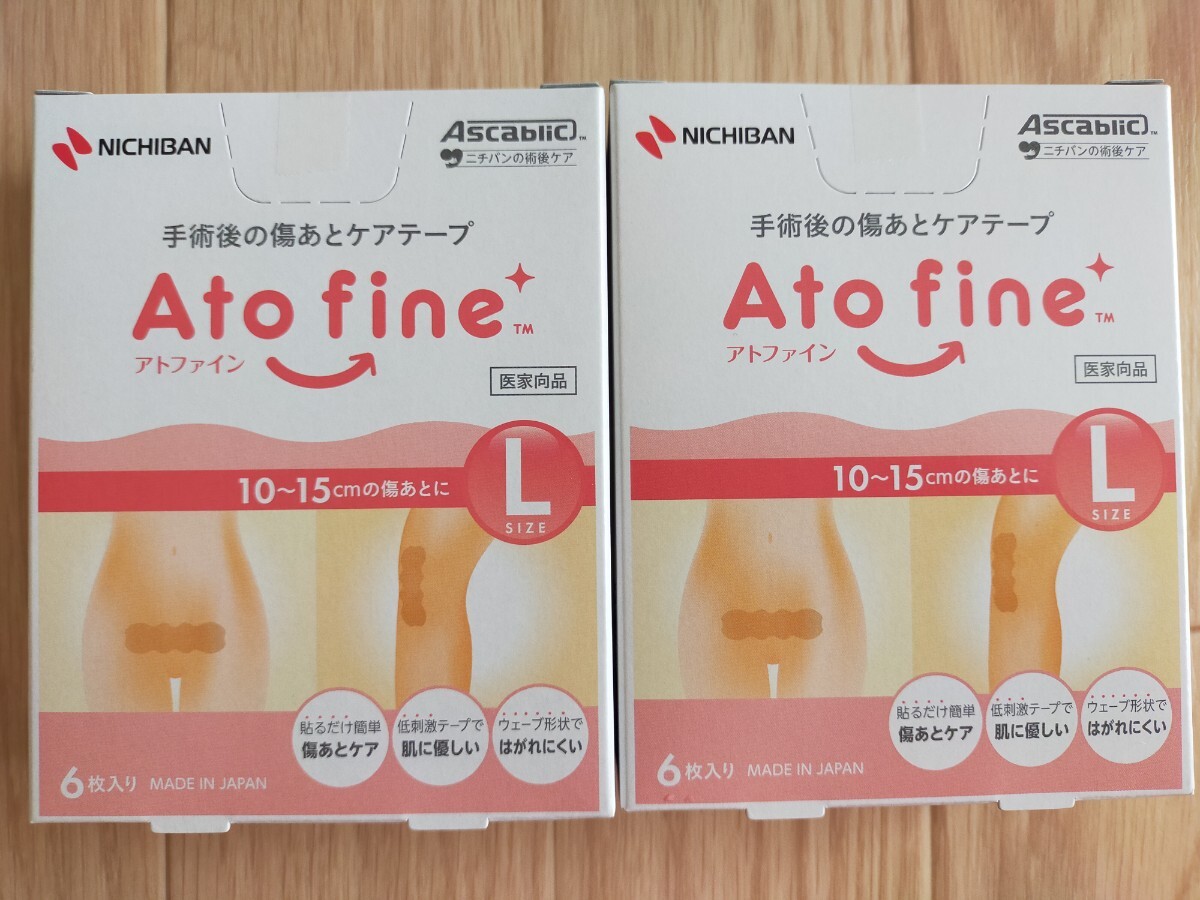 NICHIBAN
Ascablic™
ニチバンの術後ケア
手術後の傷あとケアテープ
Ato fine™
アトファイン
医家向品
10〜15cmの傷あとに
L
SIZE
貼るだけ簡単
傷あとケア
低刺激テープで
肌に優しい
ウェーブ形状で
はがれにくい
6枚入り MADE IN JAPAN
NICHIBAN
Ascablic™
ニチバンの術後ケア
手術後の傷あとケアテープ
Ato fine™
アトファイン
医家向品
10〜15cmの傷あとに
L
SIZE
貼るだけ簡単
傷あとケア
低刺激テープで
肌に優しい
ウェーブ形状で
はがれにくい
6枚入り MADE IN JAPAN